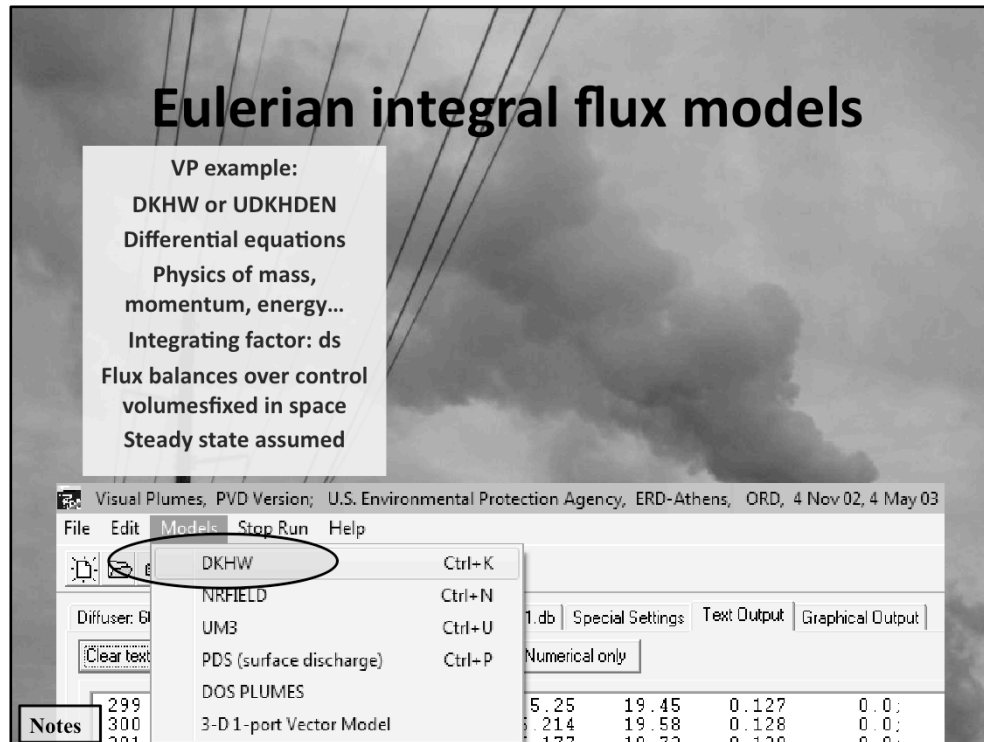 Eulerian integral flux models
VP example:
DKHW or UDKHDEN
Differential equations
Physics of mass,
momentum, energy…
Integrating factor: ds
Flux balances over control
volumesfixed in space
Steady state assumed
Visual Plumes, PVD Version; U.S. Environmental Protection Agency, ERD-Athens, ORD, 4 Nov 02, 4 May 03
File Edit Models Stop Run Help
DKHW Ctrl+K
NRFIELD Ctrl+N
UM3 Ctrl+U
PDS (surface discharge) Ctrl+P
DOS PLUMES
3-D 1-port Vector Model
Diffuser: 1.db Special Settings Text Output Graphical Output
Clear text Numerical only
299 5.25 19.45 0.127 0.0;
300 .214 19.58 0.128 0.0;
Notes